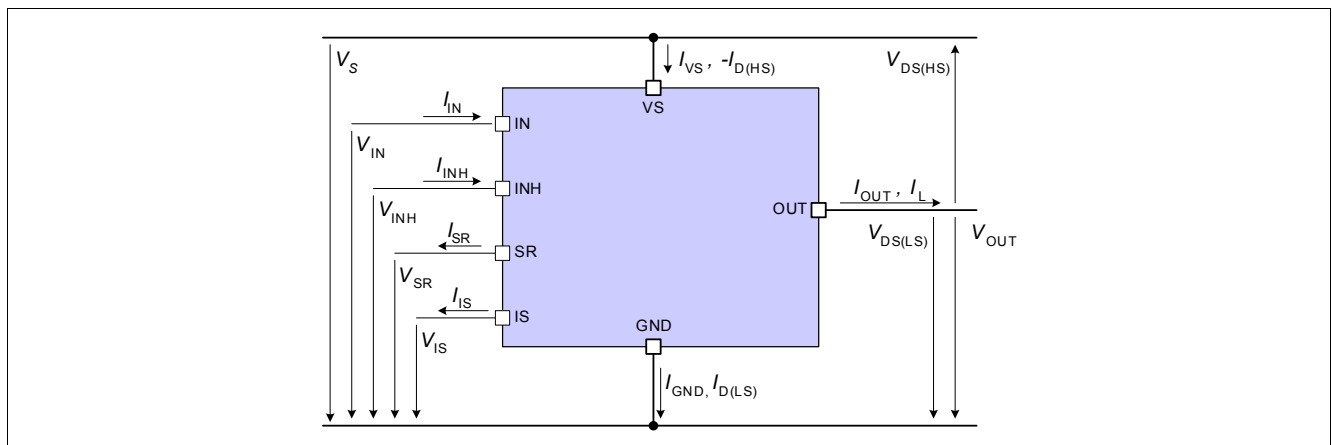 V_S
I_VS , -I_D(HS)
V_DS(HS)
VS
I_IN
IN
V_IN
I_INH
INH
V_INH
OUT
I_OUT , I_L
V_DS(LS)
V_OUT
I_SR
SR
V_SR
I_IS
IS
V_IS
GND
I_GND, I_D(LS)